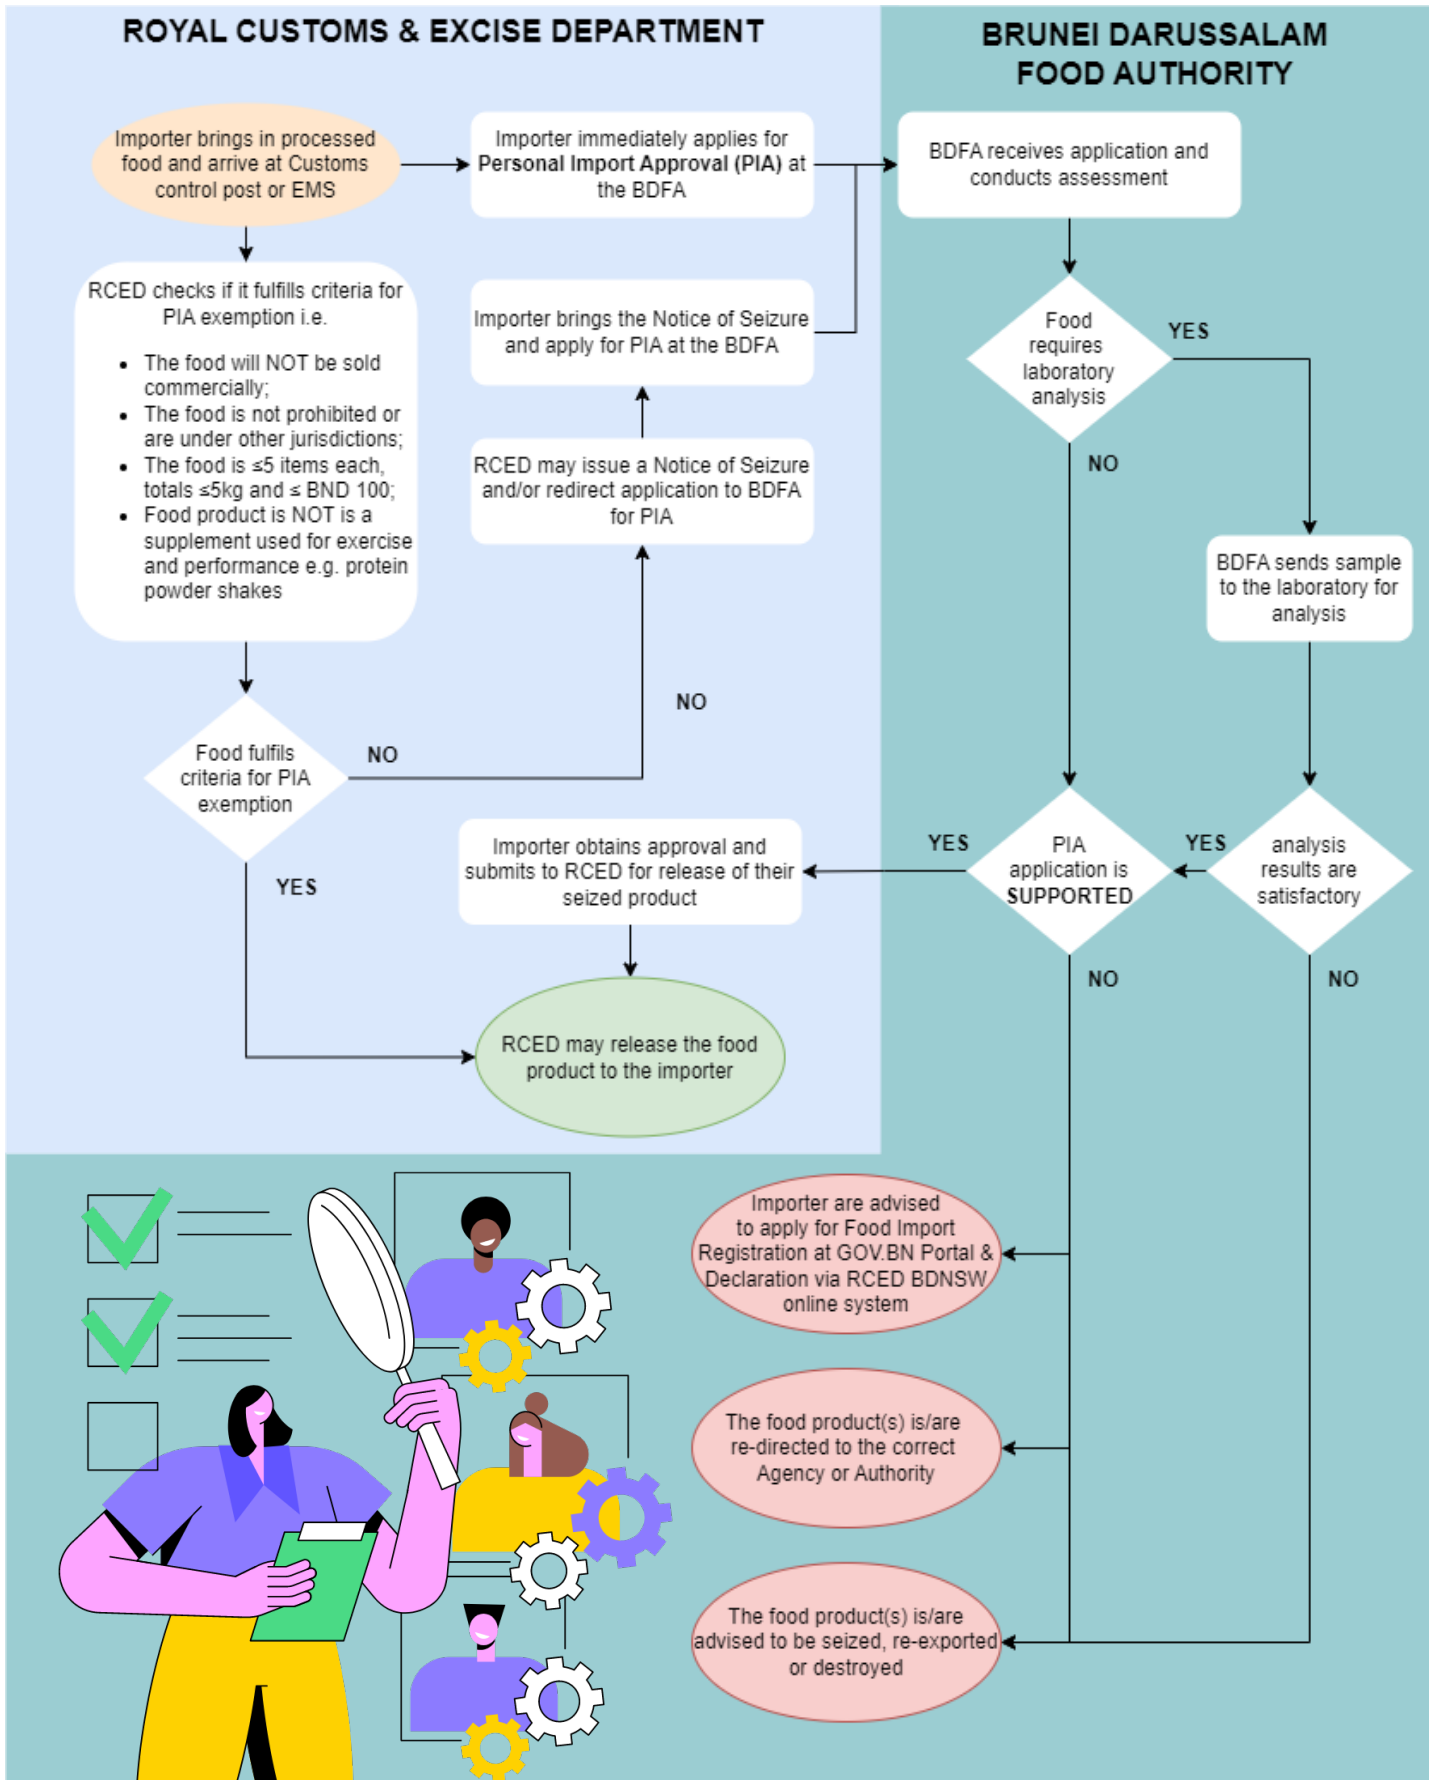 ROYAL CUSTOMS & EXCISE DEPARTMENT
BRUNEI DARUSSALAM
FOOD AUTHORITY
Importer brings in processed
food and arrive at Customs
control post or EMS
Importer immediately applies for
Personal Import Approval (PIA) at
the BDFA
BDFA receives application and
conducts assessment
RCED checks if it fulfills criteria for
PIA exemption i.e.
• The food will NOT be sold
commercially;
• The food is not prohibited or
are under other jurisdictions;
• The food is ≤5 items each,
totals ≤5kg and ≤ BND 100;
• Food product is NOT is a
supplement used for exercise
and performance e.g. protein
powder shakes
Importer brings the Notice of Seizure
and apply for PIA at the BDFA
RCED may issue a Notice of Seizure
and/or redirect application to BDFA
for PIA
Food
requires
laboratory
analysis
YES
NO
BDFA sends sample
to the laboratory for
analysis
NO
Food fulfils
criteria for PIA
exemption
NO
YES
Importer obtains approval and
submits to RCED for release of their
seized product
YES
PIA
application is
SUPPORTED
YES
analysis
results are
satisfactory
NO
NO
RCED may release the food
product to the importer
Importer are advised
to apply for Food Import
Registration at GOV.BN Portal &
Declaration via RCED BDNSW
online system
The food product(s) is/are
re-directed to the correct
Agency or Authority
The food product(s) is/are
advised to be seized, re-exported
or destroyed